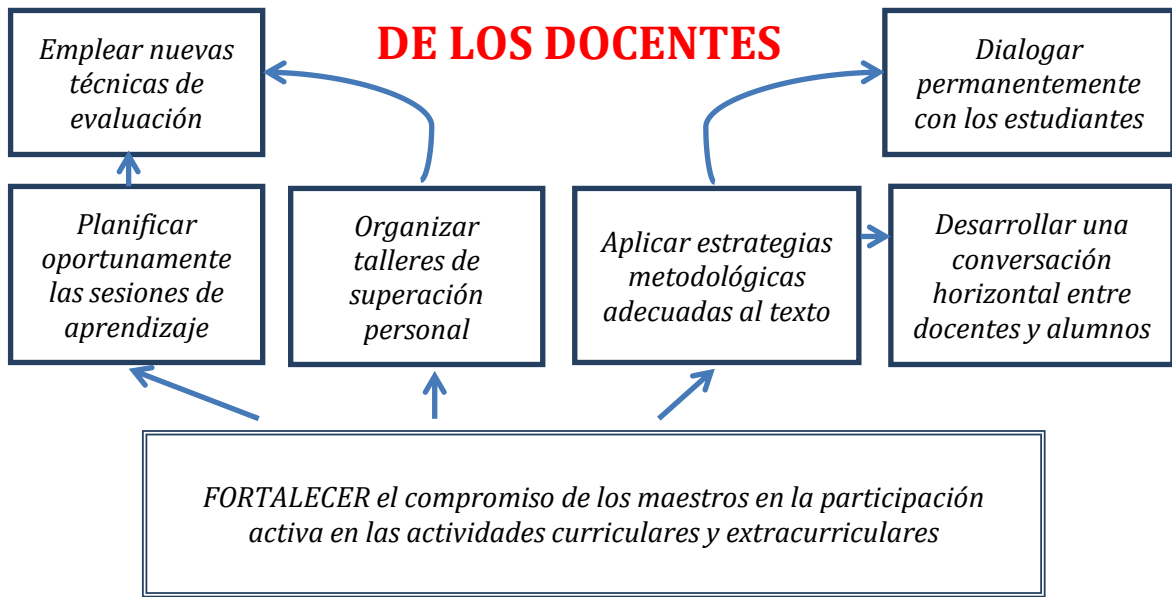 DE LOS DOCENTES
Emplear nuevas
técnicas de
evaluación
Dialogar
permanentemente
con los estudiantes
Planificar
oportunamente
las sesiones de
aprendizaje
Organizar
talleres de
superación
personal
Aplicar estrategias
metodológicas
adecuadas al texto
Desarrollar una
conversación
horizontal entre
docentes y alumnos
FORTALECER el compromiso de los maestros en la participación
activa en las actividades curriculares y extracurriculares